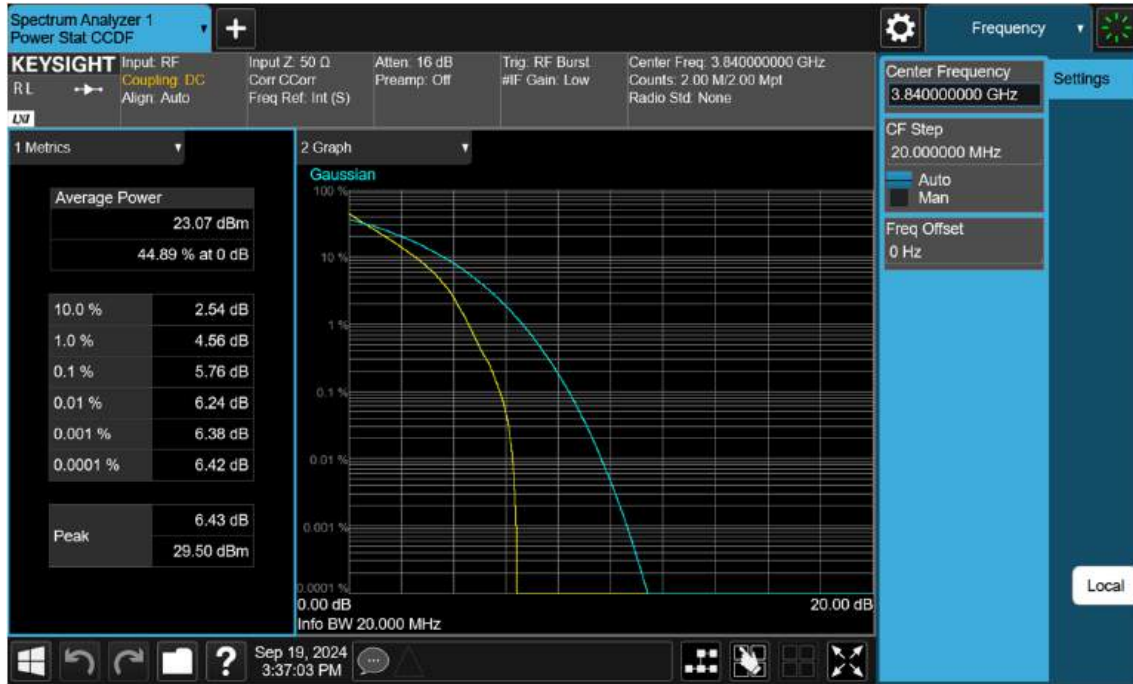 Spectrum Analyzer 1
Power Stat CCDF
+
Frequency
KEYSIGHT
R L
LXI
Input: RF
Coupling: DC
Align: Auto
Input Z: 50 Ω
Corr CCorr
Freq Ref: Int (S)
Atten: 16 dB
Preamp: Off
Trig: RF Burst
#IF Gain: Low
Center Freq: 3.840000000 GHz
Counts: 2.00 M/2.00 Mpt
Radio Std: None
Center Frequency
3.840000000 GHz
Settings
CF Step
20.000000 MHz
Auto
Man
Freq Offset
0 Hz
1 Metrics
Average Power
23.07 dBm
44.89 % at 0 dB
10.0 % 2.54 dB
1.0 % 4.56 dB
0.1 % 5.76 dB
0.01 % 6.24 dB
0.001 % 6.38 dB
0.0001 % 6.42 dB
Peak
6.43 dB
29.50 dBm
2 Graph
Gaussian
100 %
10 %
1 %
0.1 %
0.01 %
0.001 %
0.0001 %
0.00 dB 20.00 dB
Info BW 20.000 MHz
Local
?
Sep 19, 2024
3:37:03 PM